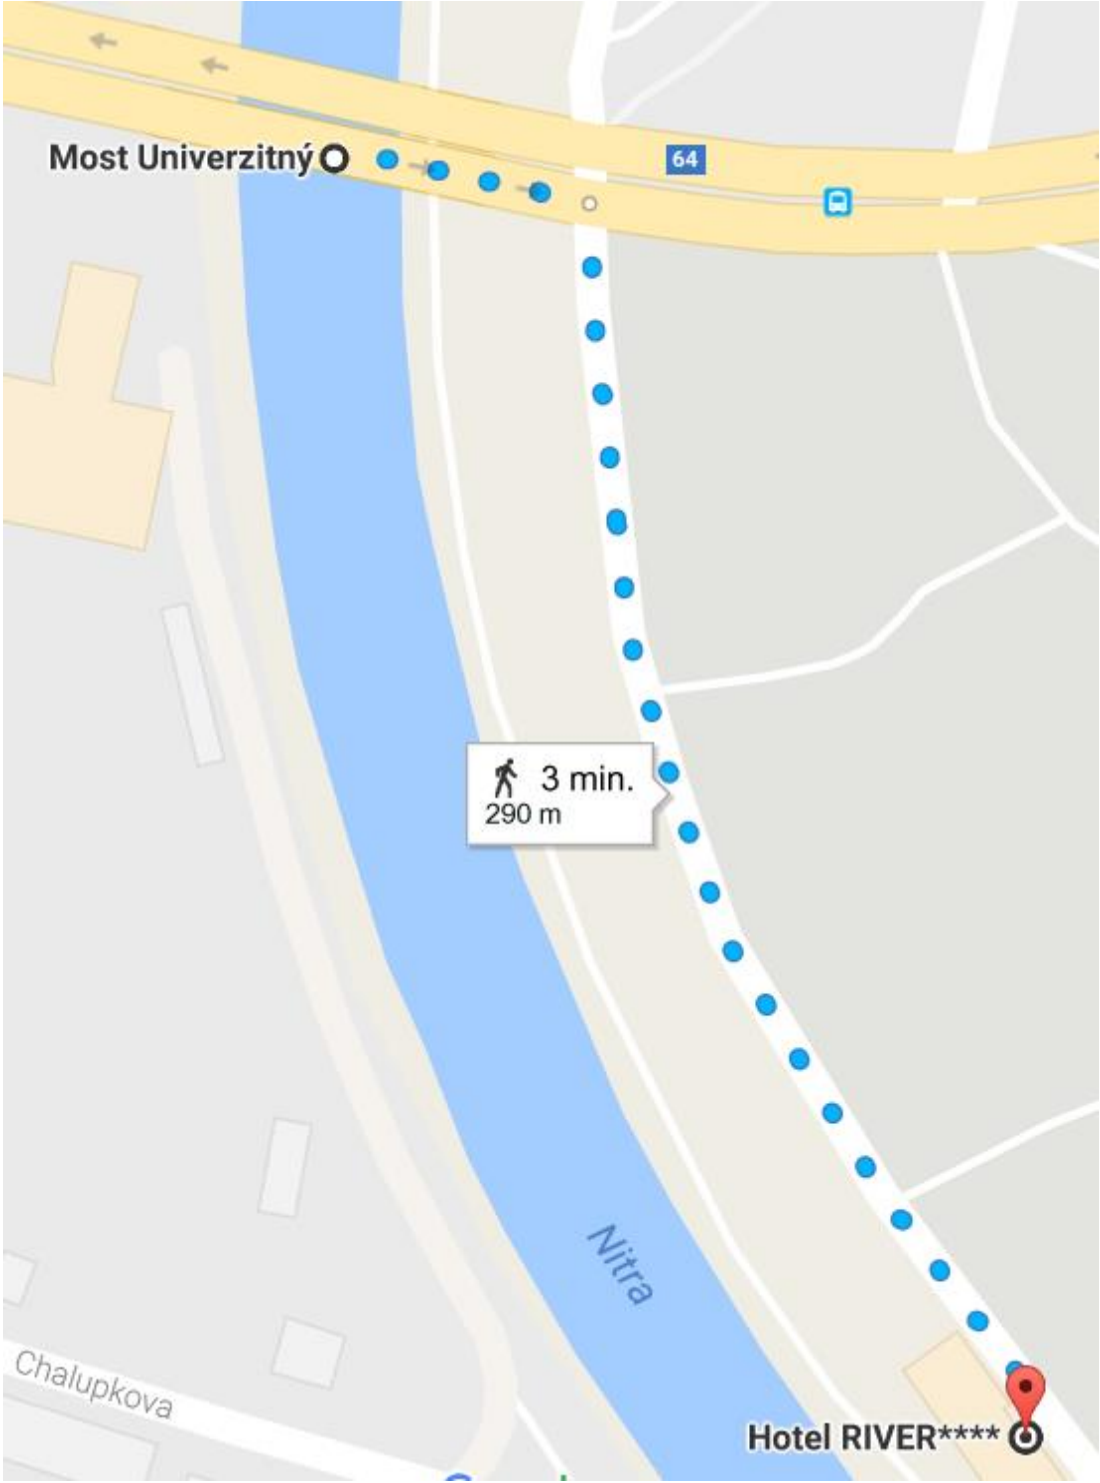 64
Most Univerzitný
3 min.
290 m
Nitra
Chalupkova
Hotel RIVER****